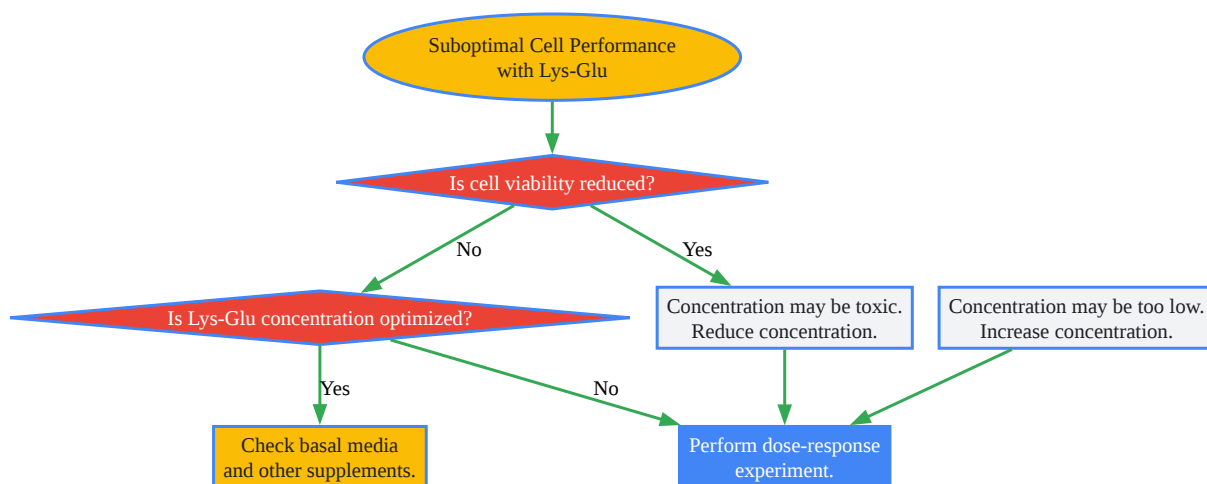 Suboptimal Cell Performance
with Lys-Glu
Is cell viability reduced?
No
Yes
Is Lys-Glu concentration optimized?
Concentration may be toxic.
Reduce concentration.
Concentration may be too low.
Increase concentration.
Yes
No
Check basal media
and other supplements.
Perform dose-response
experiment.